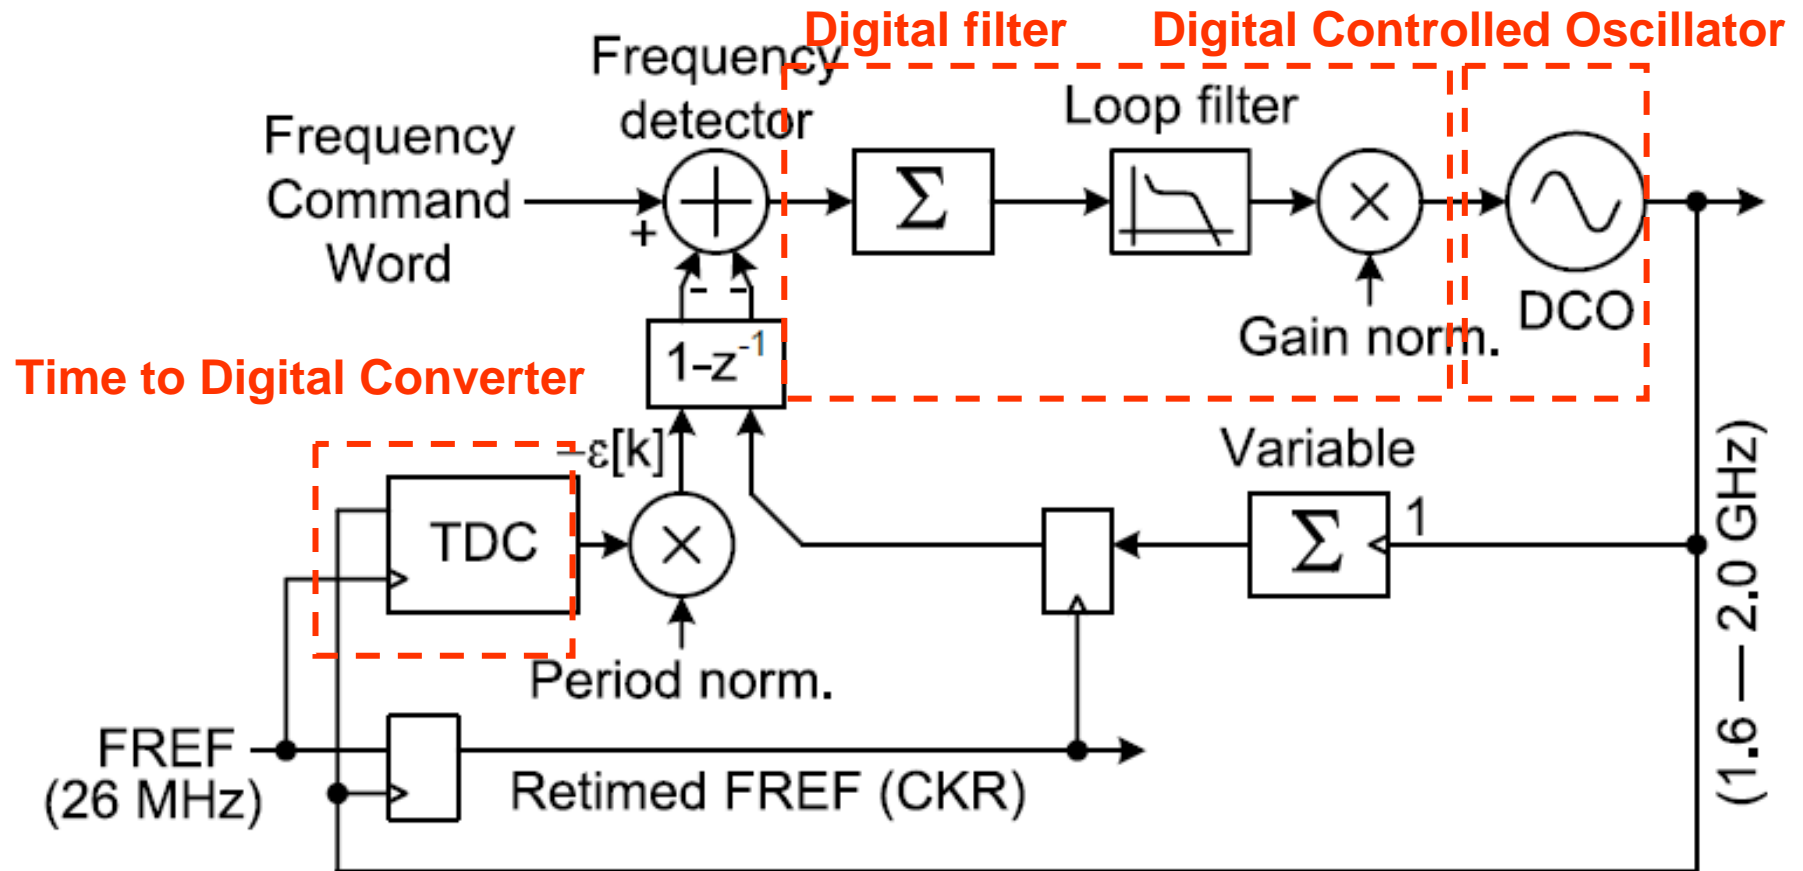 Digital filter
Digital Controlled Oscillator
Frequency
detector
Loop filter
Frequency
Command
Word
+
Σ
- -
DCO
Gain norm.
1-z⁻¹
Time to Digital Converter
–ε[k]
Variable
TDC
Σ
1
(1.6 — 2.0 GHz)
Period norm.
FREF
(26 MHz)
Retimed FREF (CKR)